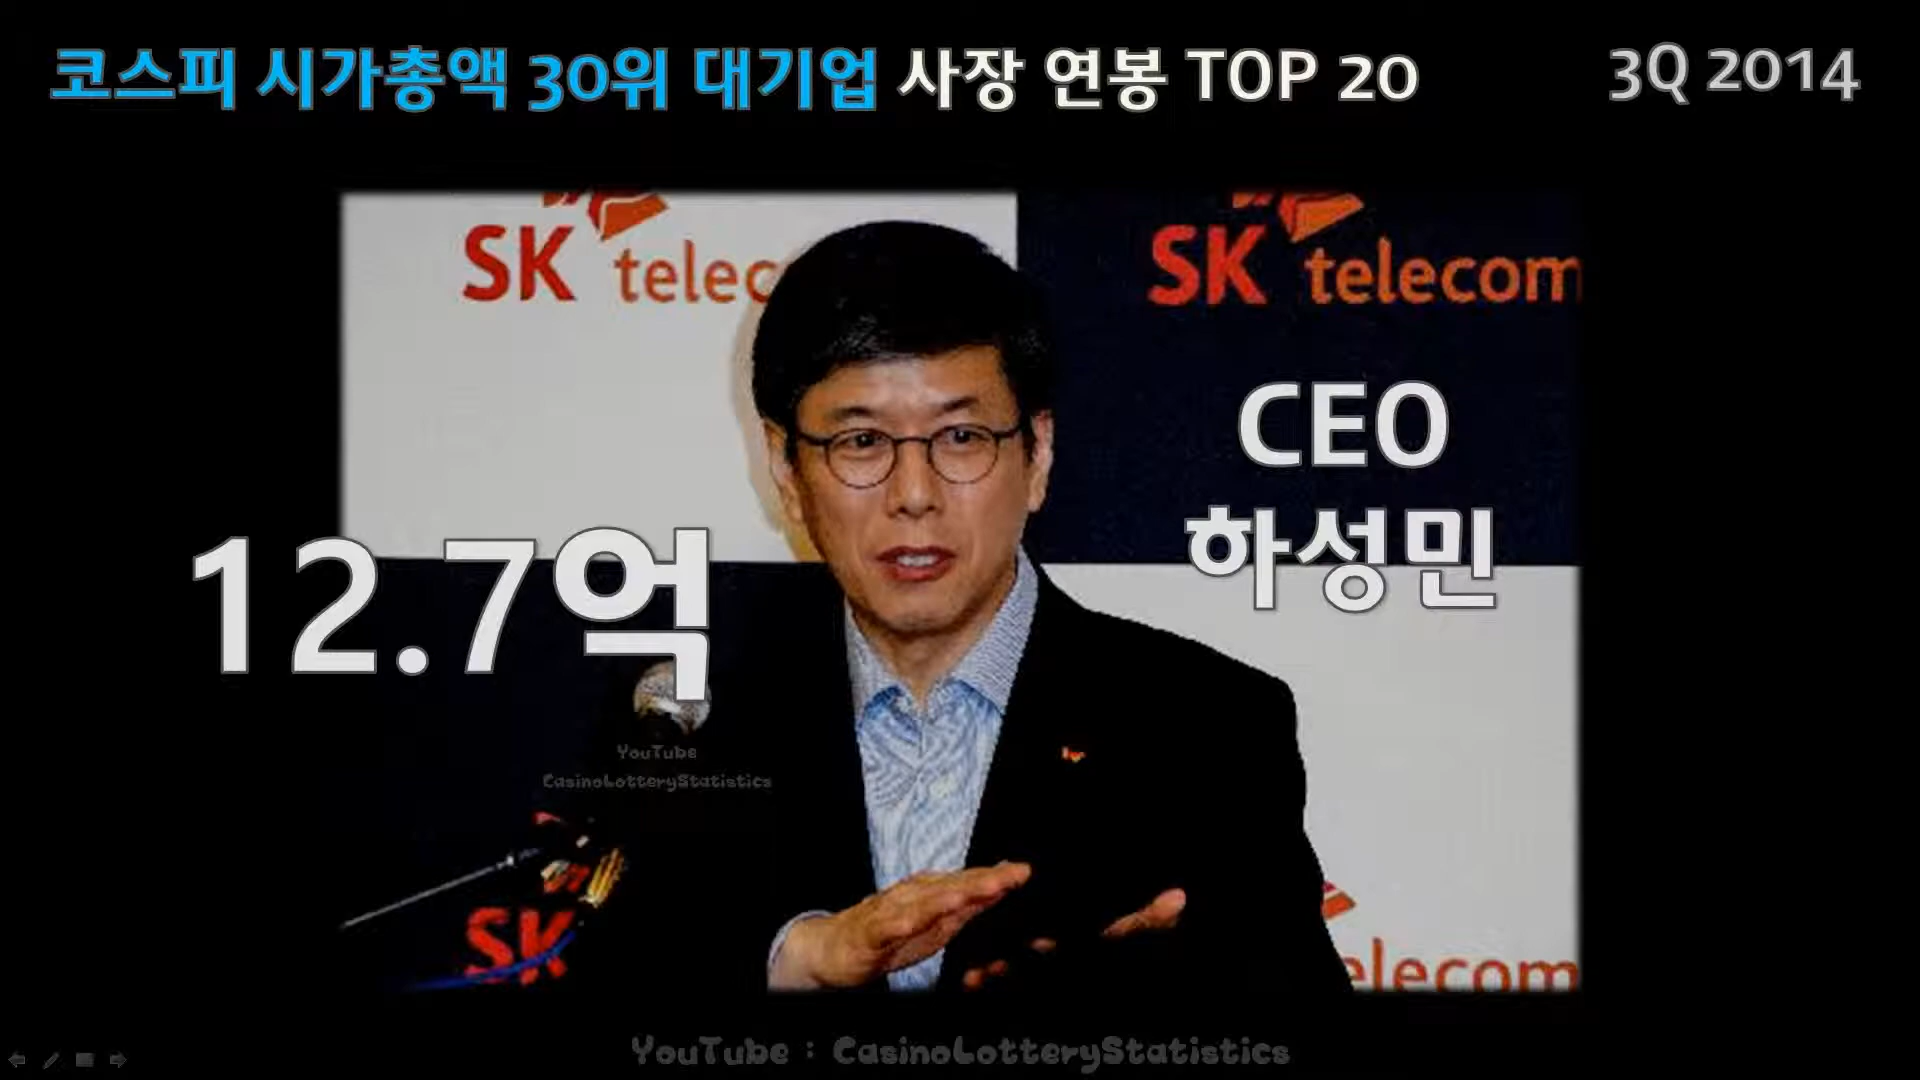 코스피 시가총액 30위 대기업 사장 연봉 TOP 20
3Q 2014
SK telec
SK telecom
CEO
하성민
12.7억
YouTube
CasinoLotteryStatistics
SK
elecom
YouTube : CasinoLotteryStatistics